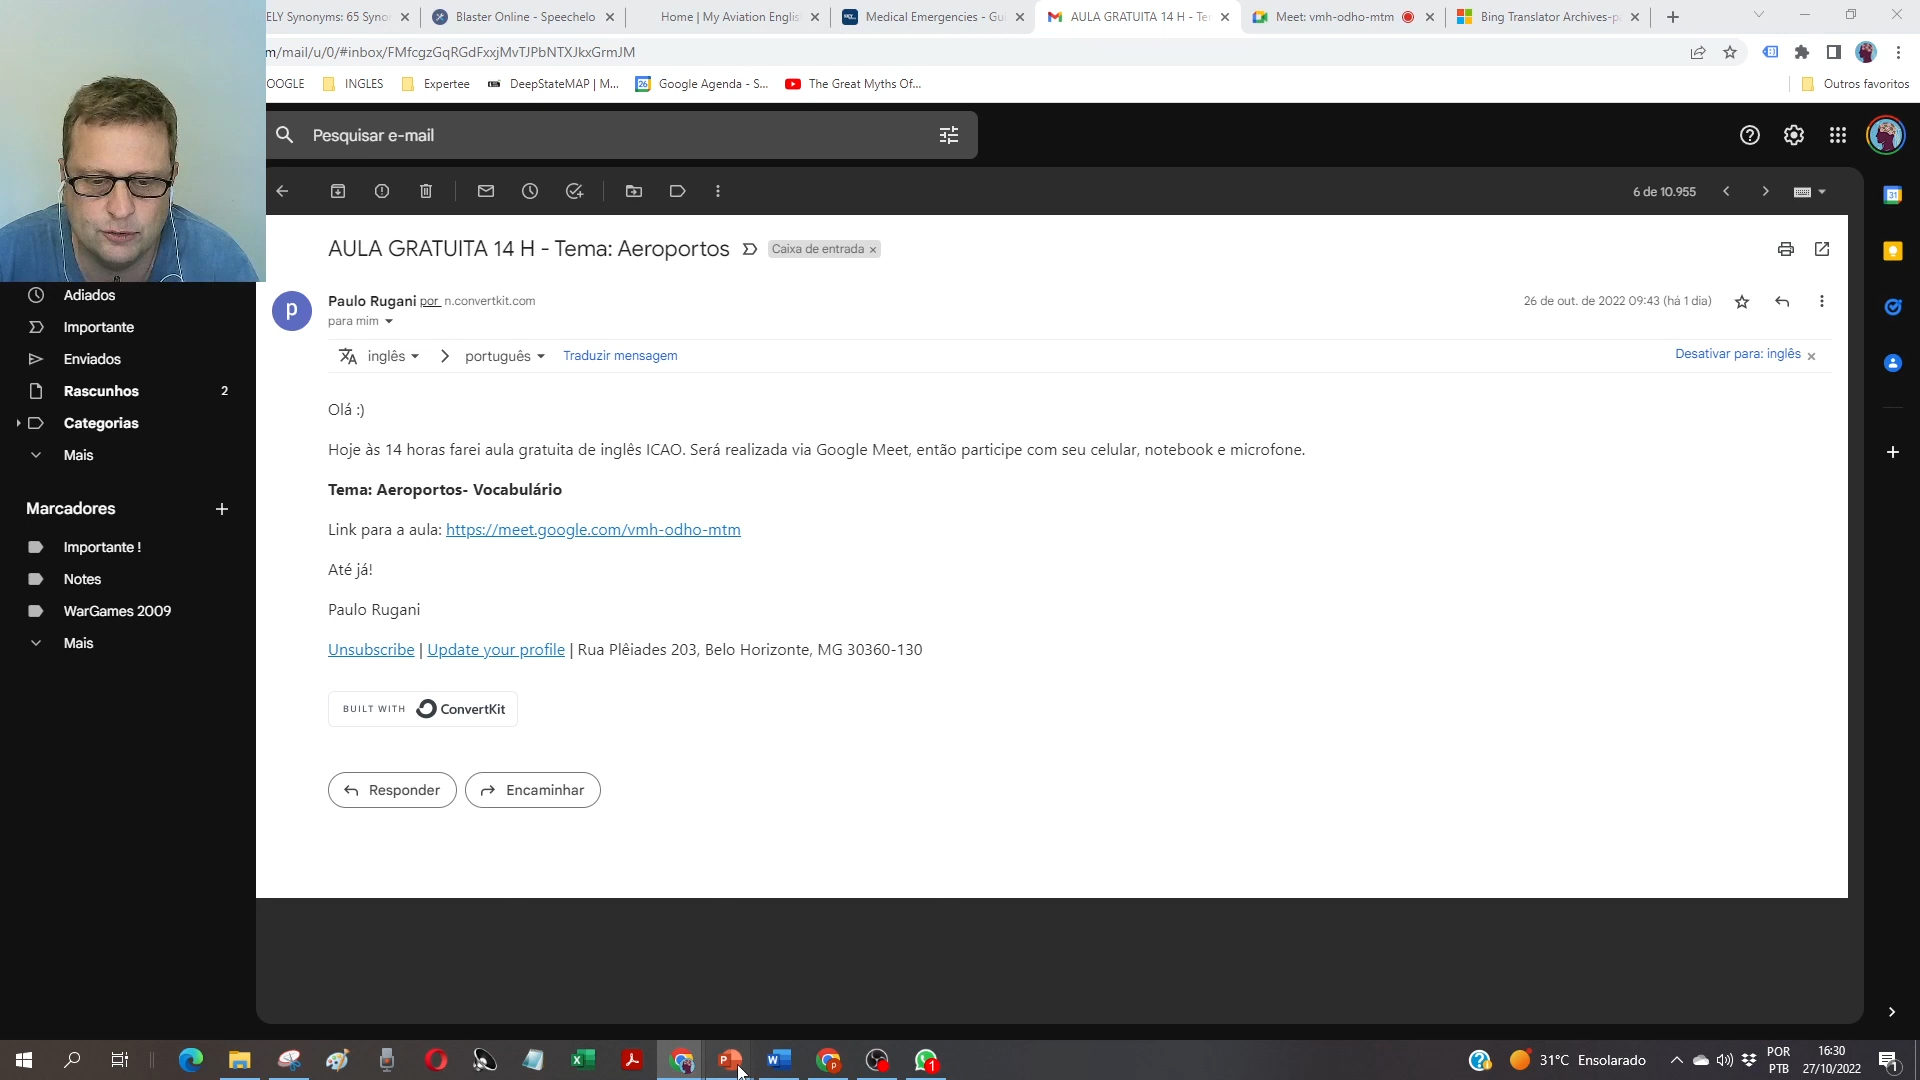 ELY Synonyms: 65 Syno
Blaster Online - Speechelo
Home | My Aviation Englis
Medical Emergencies - Gui
AULA GRATUITA 14 H - Te
Meet: vmh-odho-mtm
Bing Translator Archives-p
m/mail/u/0/#inbox/FMfcgzGqRGdFxxjMvTJPbNTXJkxGrmJM
OOGLE
INGLES
Expertee
DeepStateMAP | M...
Google Agenda - S...
The Great Myths Of...
Outros favoritos
Pesquisar e-mail
6 de 10.955
AULA GRATUITA 14 H - Tema: Aeroportos
Caixa de entrada ×
p
Paulo Rugani por n.convertkit.com
26 de out. de 2022 09:43 (há 1 dia)
para mim
inglês
português
Traduzir mensagem
Desativar para: inglês ×
Adiados
Importante
Enviados
Rascunhos 2
Categorias
Mais
Marcadores
Importante !
Notes
WarGames 2009
Mais
Olá :)
Hoje às 14 horas farei aula gratuita de inglês ICAO. Será realizada via Google Meet, então participe com seu celular, notebook e microfone.
Tema: Aeroportos- Vocabulário
Link para a aula: https://meet.google.com/vmh-odho-mtm
Até já!
Paulo Rugani
Unsubscribe | Update your profile | Rua Plêiades 203, Belo Horizonte, MG 30360-130
BUILT WITH ConvertKit
Responder
Encaminhar
31°C Ensolarado
POR
PTB
16:30
27/10/2022